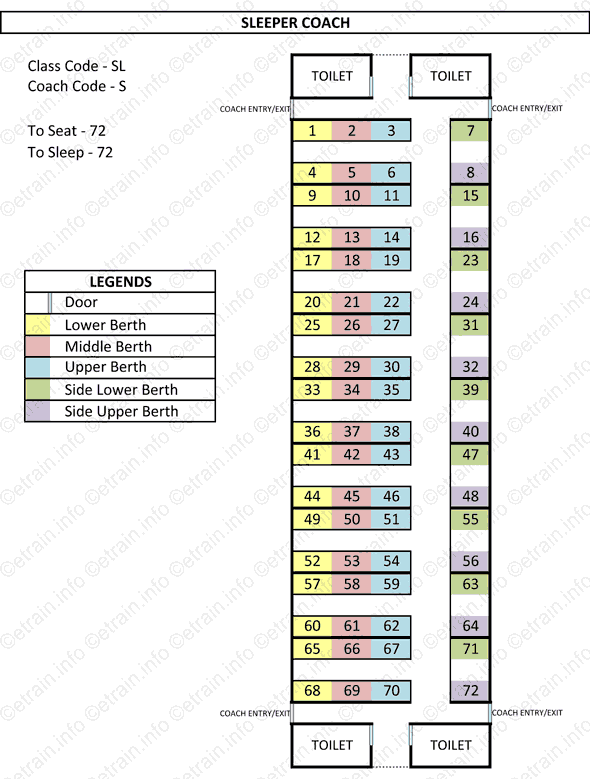 SLEEPER COACH
Class Code - SL
Coach Code - S
To Seat - 72
To Sleep - 72
TOILET TOILET
COACH ENTRY/EXIT COACH ENTRY/EXIT
1 2 3 7
4 5 6 8
9 10 11 15
12 13 14 16
17 18 19 23
LEGENDS
Door
Lower Berth
Middle Berth
Upper Berth
Side Lower Berth
Side Upper Berth
20 21 22 24
25 26 27 31
28 29 30 32
33 34 35 39
36 37 38 40
41 42 43 47
44 45 46 48
49 50 51 55
52 53 54 56
57 58 59 63
60 61 62 64
65 66 67 71
68 69 70 72
COACH ENTRY/EXIT COACH ENTRY/EXIT
TOILET TOILET
©etrain.info